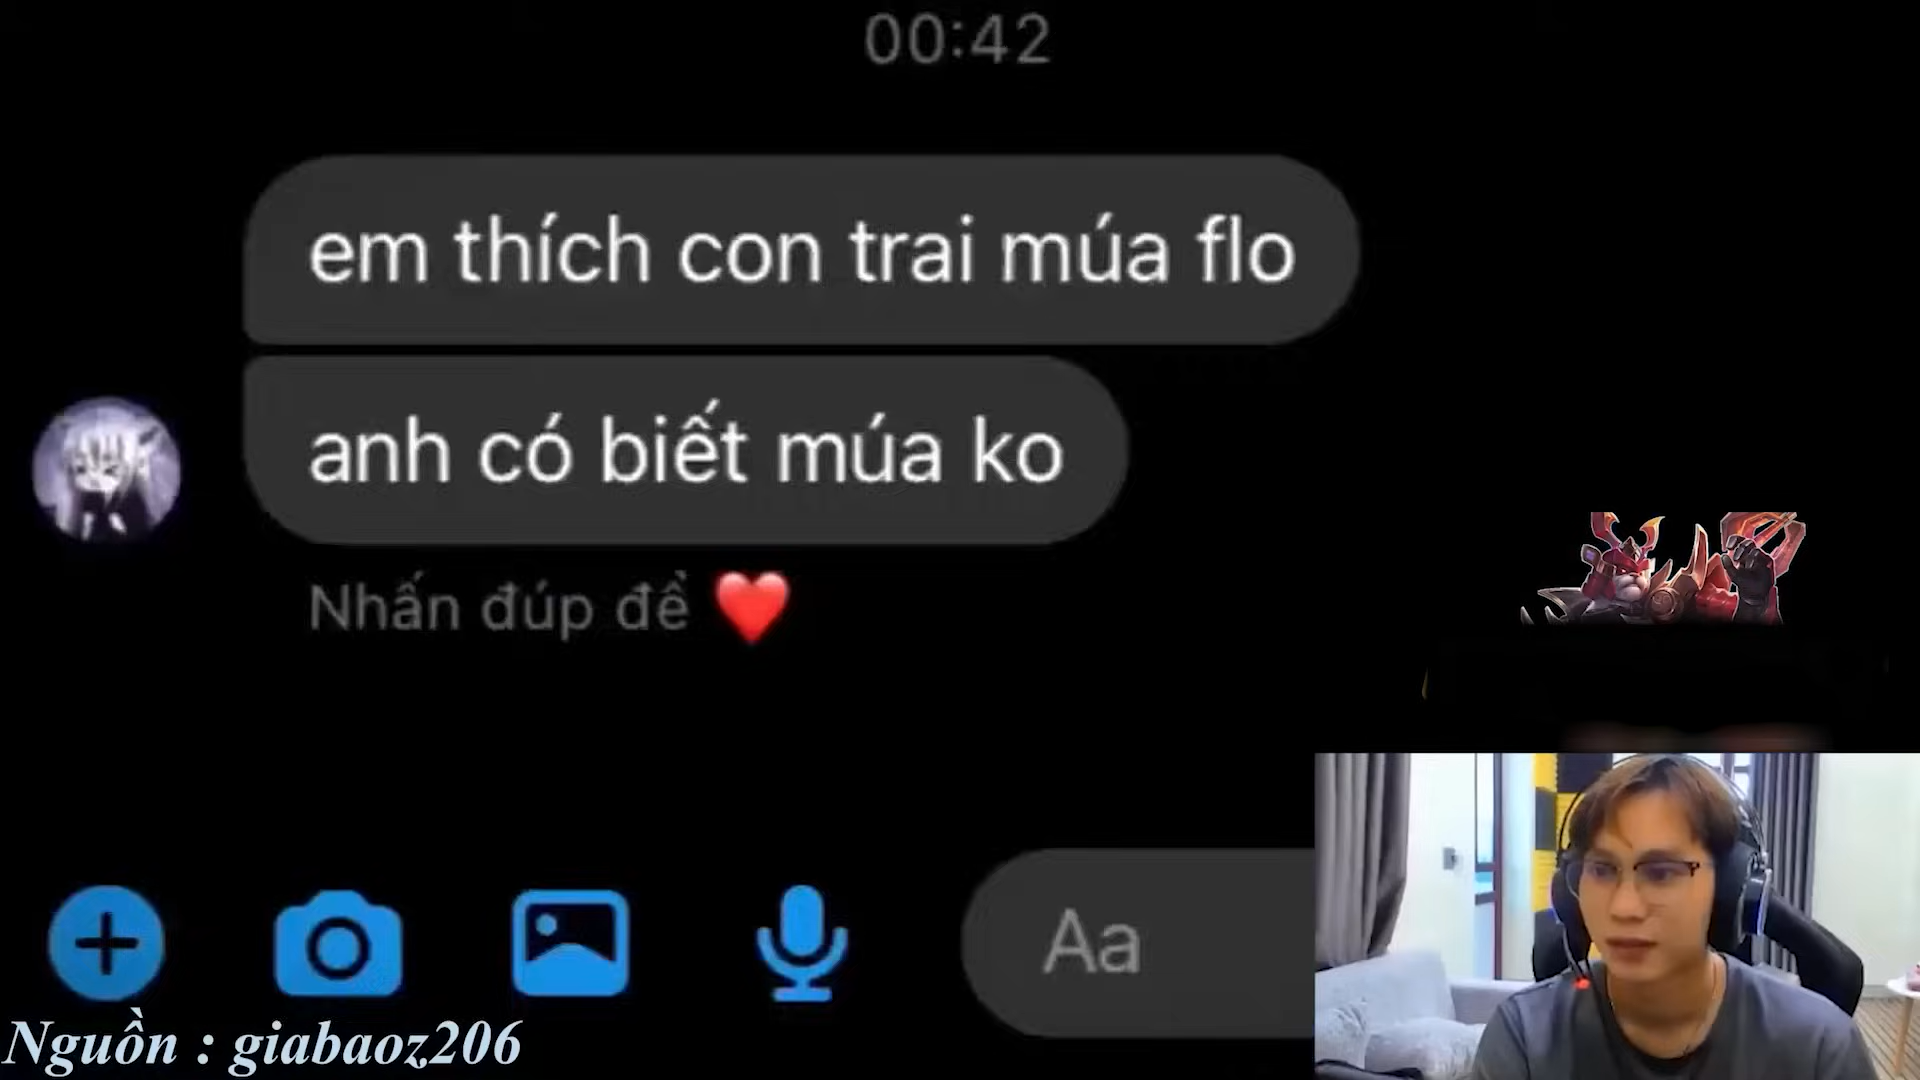 00:42
em thích con trai múa flo
anh có biết múa ko
Nhấn đúp để ❤️
Aa
Nguồn : giabaoz206